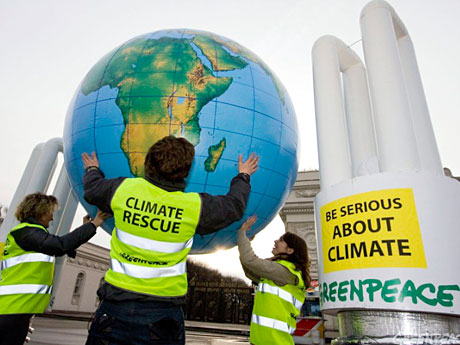 CLIMATE
RESCUE
BE SERIOUS
ABOUT
CLIMATE
GREENPEACE